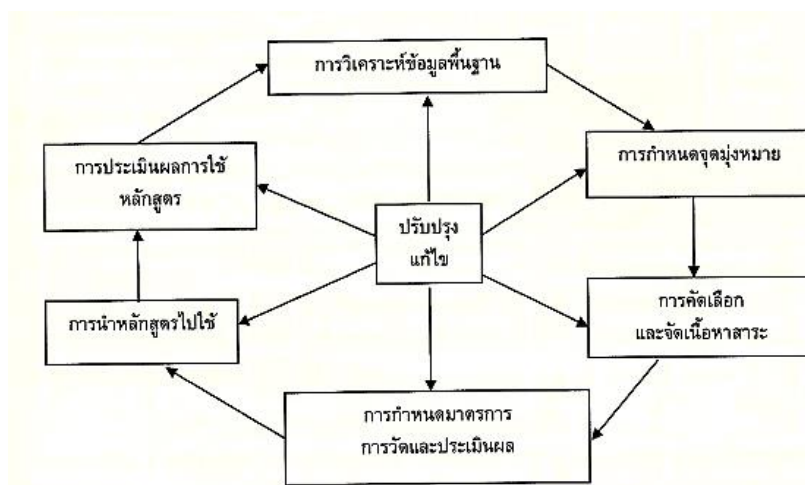 การวิเคราะห์ข้อมูลพื้นฐาน
การกำหนดจุดมุ่งหมาย
การคัดเลือก
และจัดเนื้อหาสาระ
การกำหนดมาตรการ
การวัดและประเมินผล
การนำหลักสูตรไปใช้
การประเมินผลการใช้
หลักสูตร
ปรับปรุง
แก้ไข